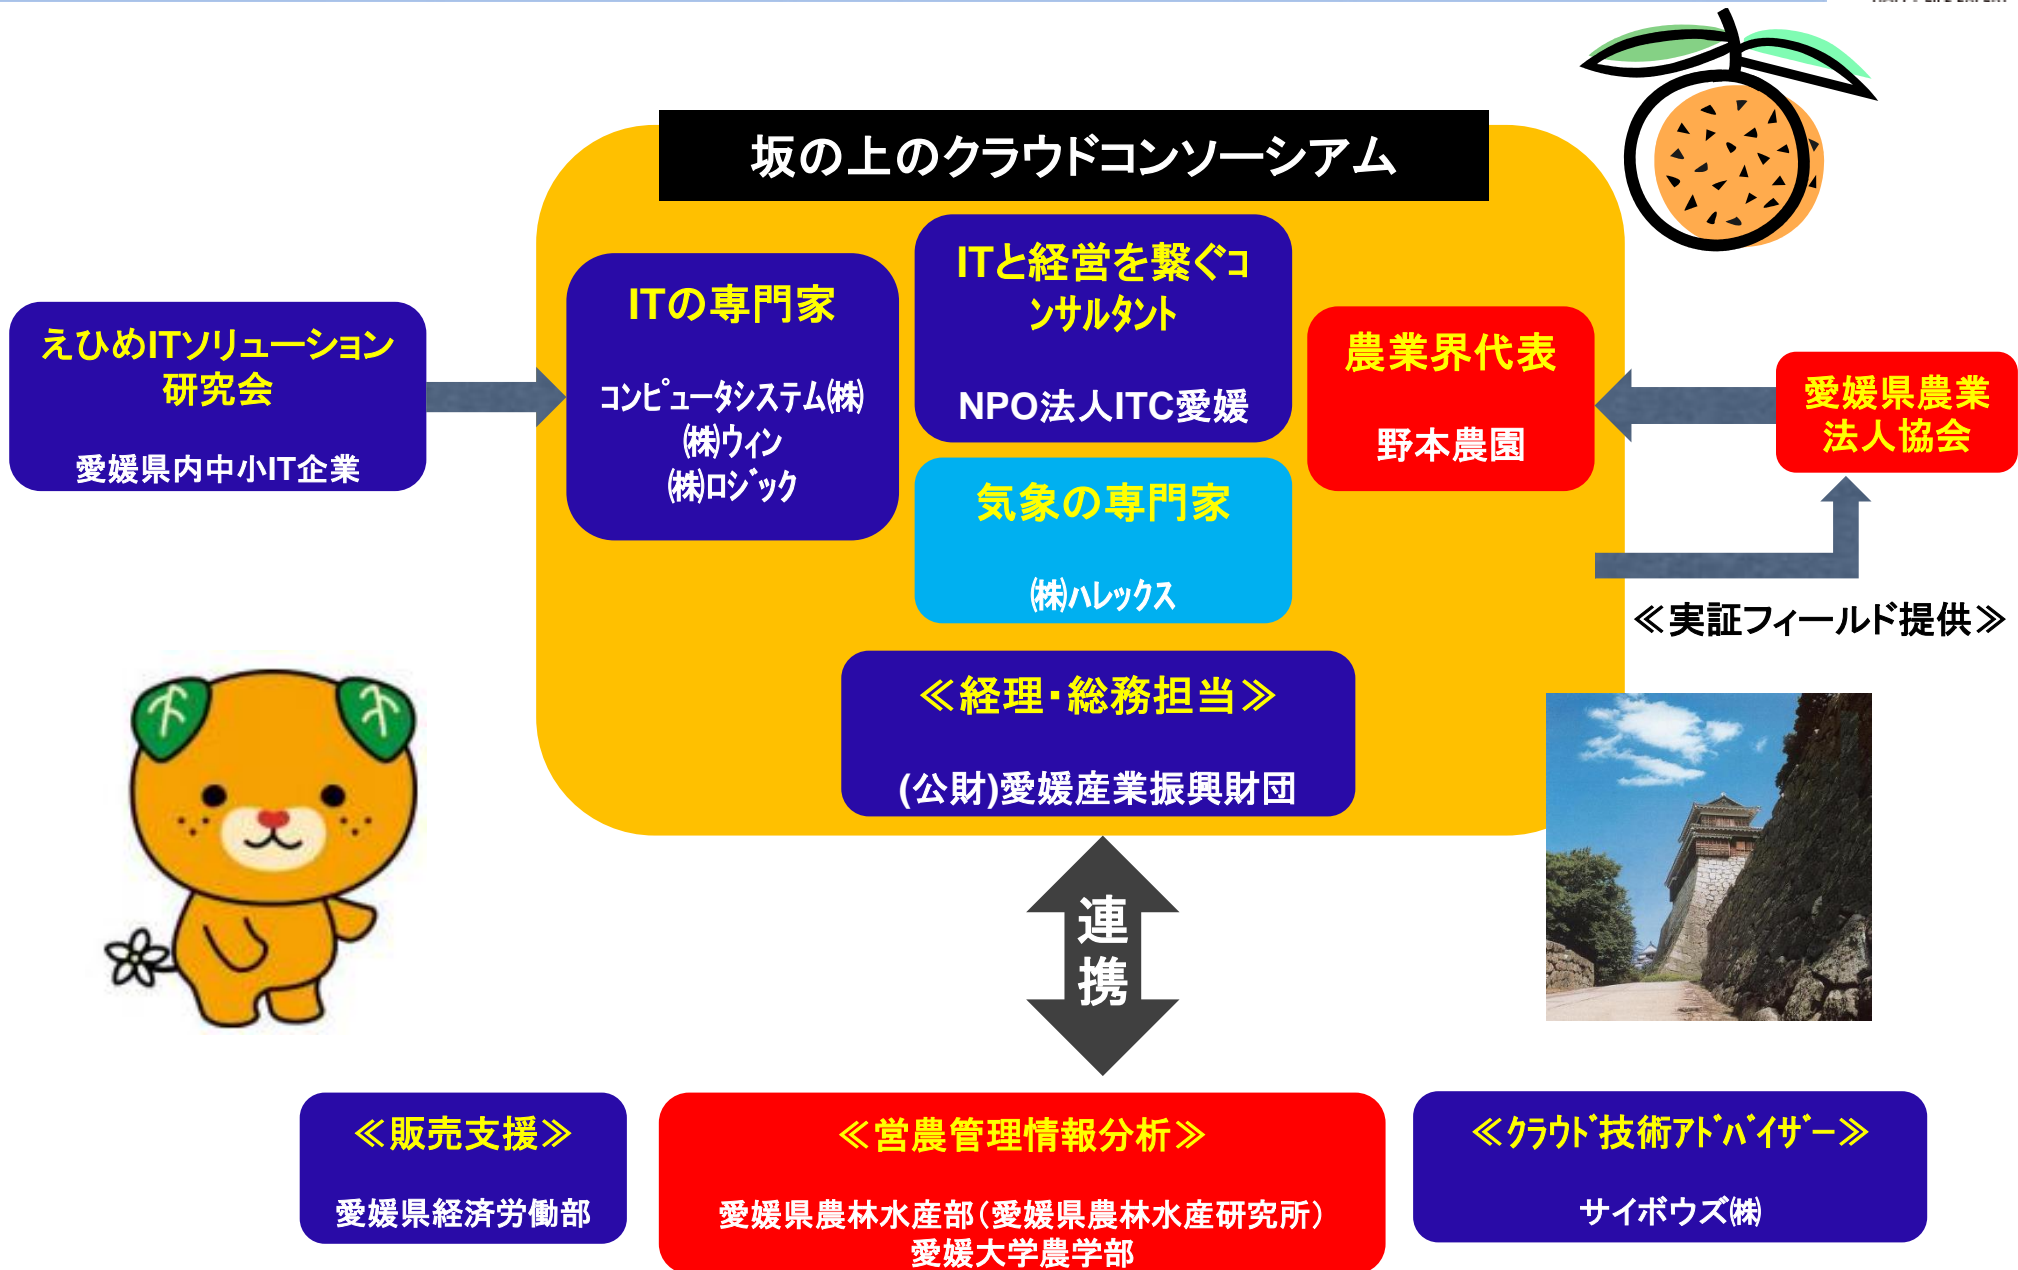 坂の上のクラウドコンソーシアム
えひめITソリューション
研究会
愛媛県内中小IT企業
ITの専門家
コンピュータシステム㈱
㈱ウィン
㈱ロジック
ITと経営を繋ぐコ
ンサルタント
NPO法人ITC愛媛
気象の専門家
㈱ハレックス
農業界代表
野本農園
愛媛県農業
法人協会
≪実証フィールド提供≫
≪経理・総務担当≫
(公財)愛媛産業振興財団
連
携
≪販売支援≫
愛媛県経済労働部
≪営農管理情報分析≫
愛媛県農林水産部(愛媛県農林水産研究所)
愛媛大学農学部
≪クラウド技術アドバイザー≫
サイボウズ㈱